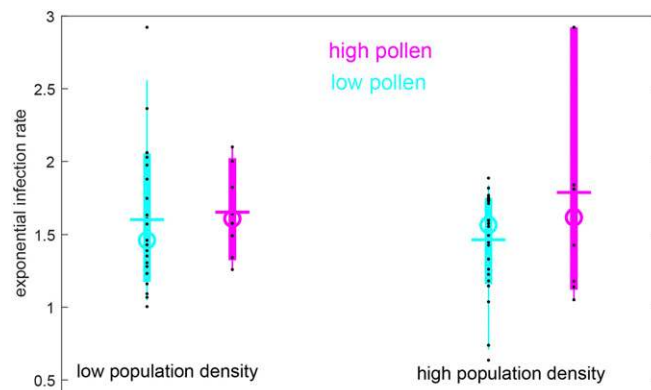 3
high pollen
low pollen
2.5
2
exponential infection rate
1.5
1
0.5
low population density
high population density